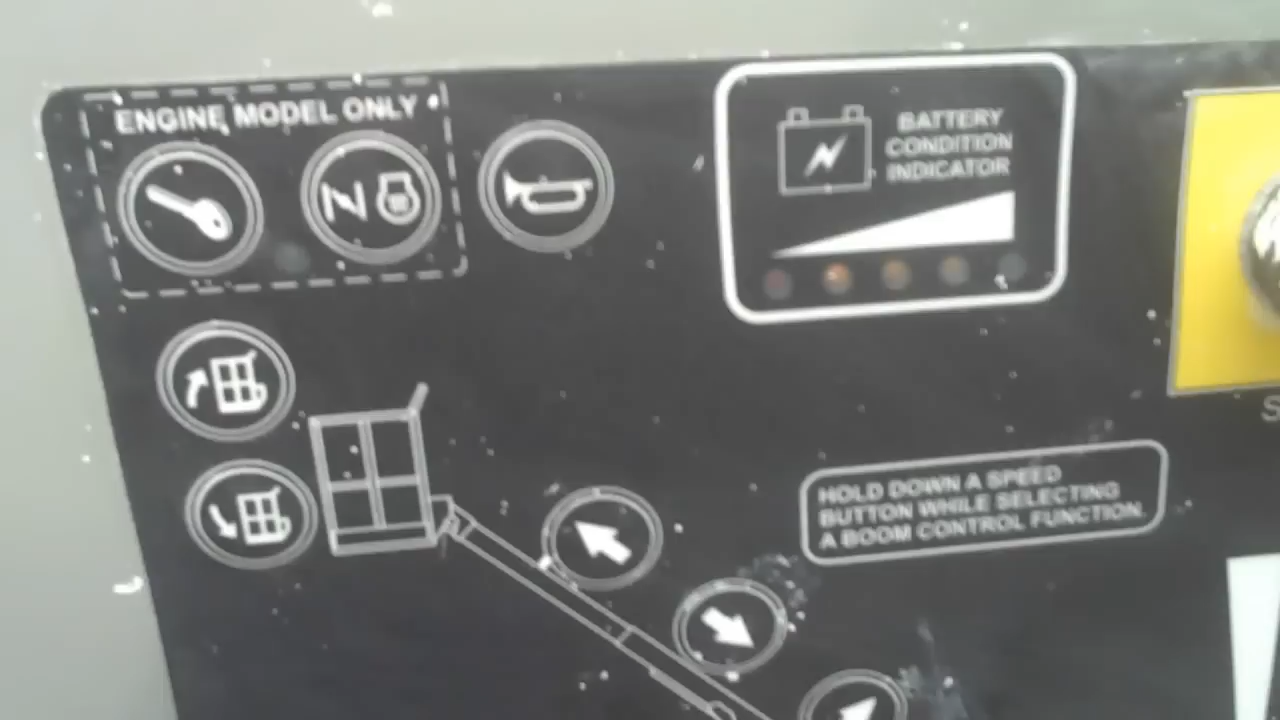 ENGINE MODEL ONLY
BATTERY
CONDITION
INDICATOR
HOLD DOWN A SPEED
BUTTON WHILE SELECTING
A BOOM CONTROL FUNCTION.
S